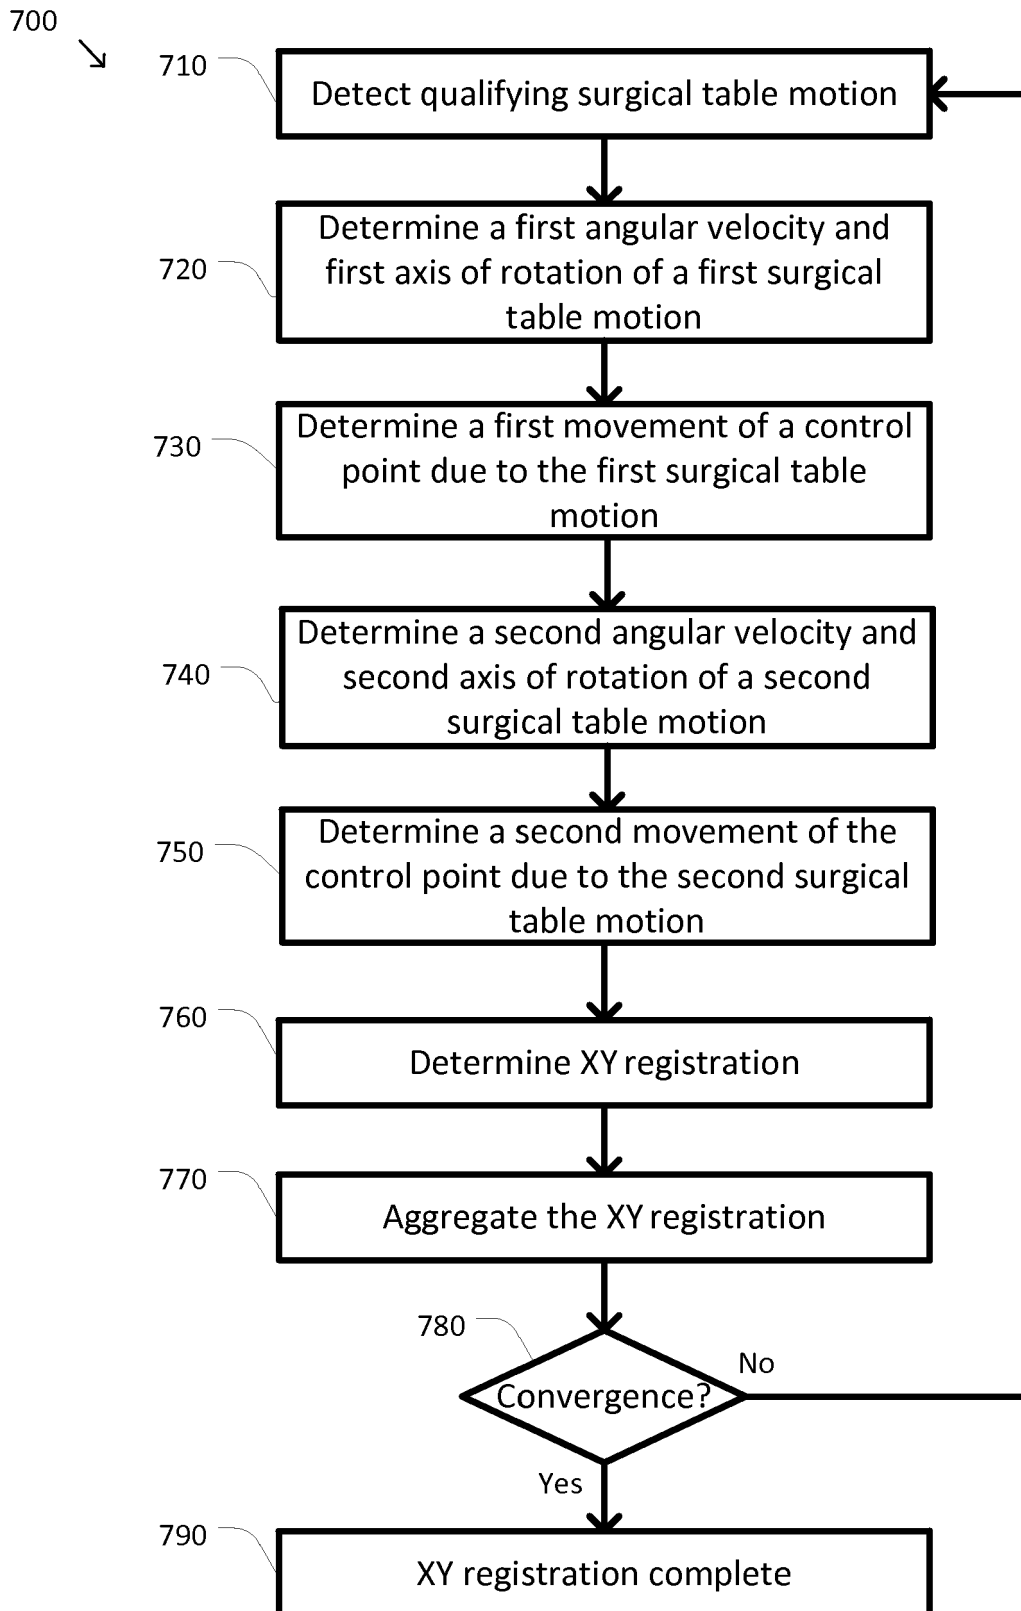 700
710
Detect qualifying surgical table motion
720
Determine a first angular velocity and
first axis of rotation of a first surgical
table motion
730
Determine a first movement of a control
point due to the first surgical table
motion
740
Determine a second angular velocity and
second axis of rotation of a second
surgical table motion
750
Determine a second movement of the
control point due to the second surgical
table motion
760
Determine XY registration
770
Aggregate the XY registration
780
Convergence?
No
Yes
790
XY registration complete